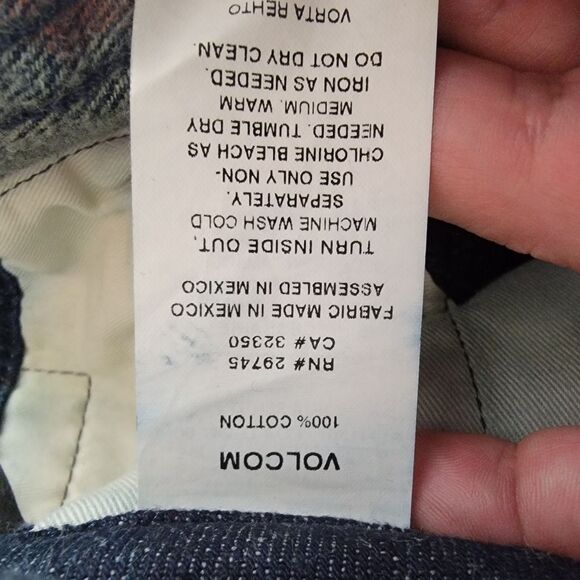 VOLCOM
100% COTTON
RN# 29745
CA# 32350
FABRIC MADE IN MEXICO
ASSEMBLED IN MEXICO
TURN INSIDE OUT,
MACHINE WASH COLD
SEPARATELY.
USE ONLY NON-
CHLORINE BLEACH AS
NEEDED. TUMBLE DRY
MEDIUM. WARM
IRON AS NEEDED.
DO NOT DRY CLEAN.
VORTA REHT